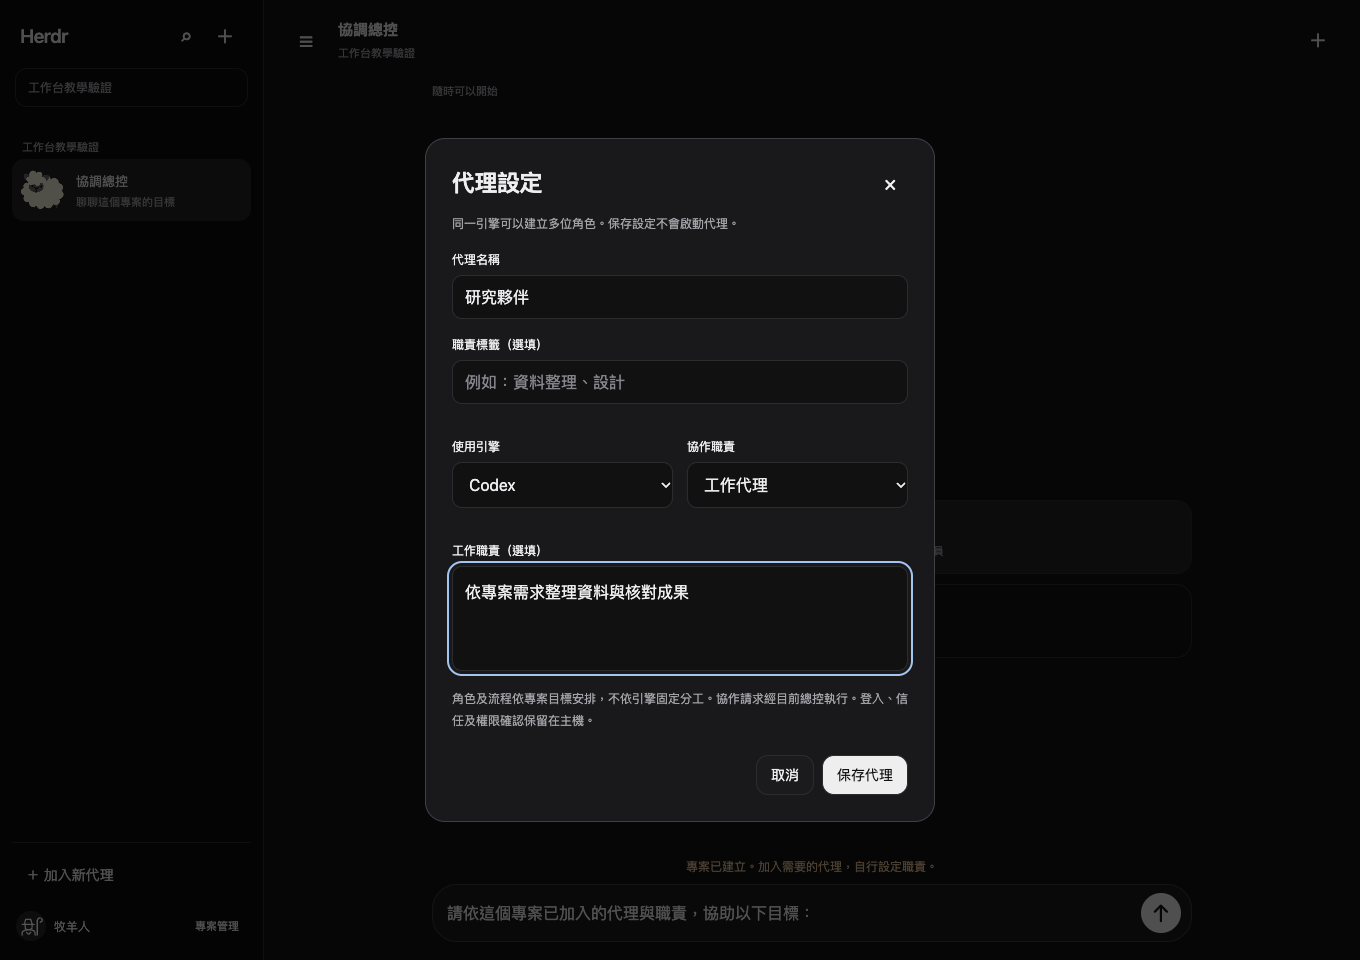 Herdr
工作台教學驗證
工作台教學驗證
協調總控
聊聊這個專案的目標
+ 加入新代理
牧羊人
專案管理
協調總控
工作台教學驗證
隨時可以開始
代理設定
同一引擎可以建立多位角色。保存設定不會啟動代理。
代理名稱
研究夥伴
職責標籤（選填）
例如：資料整理、設計
使用引擎
協作職責
Codex
工作代理
工作職責（選填）
依專案需求整理資料與核對成果
角色及流程依專案目標安排，不依引擎固定分工。協作請求經目前總控執行。登入、信
任及權限確認保留在主機。
取消
保存代理
員
專案已建立。加入需要的代理，自行設定職責。
請依這個專案已加入的代理與職責，協助以下目標：